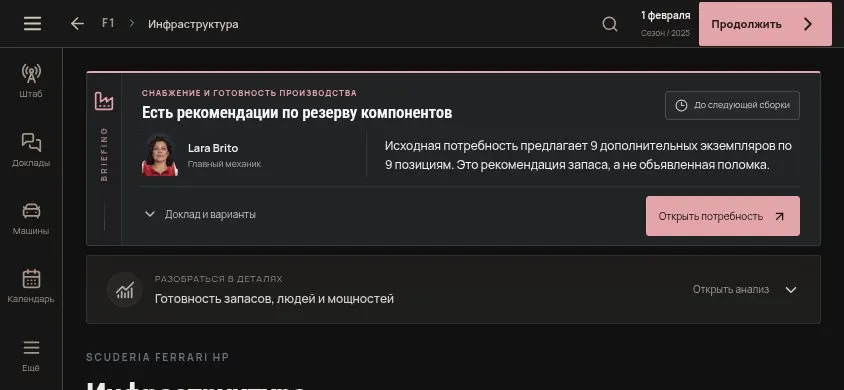 F1 > Инфраструктура
1 февраля
Сезон / 2025
Продолжить
Штаб
Доклады
Машины
Календарь
Ещё
BRIEFING
СНАБЖЕНИЕ И ГОТОВНОСТЬ ПРОИЗВОДСТВА
Есть рекомендации по резерву компонентов
До следующей сборки
Lara Brito
Главный механик
Исходная потребность предлагает 9 дополнительных экземпляров по
9 позициям. Это рекомендация запаса, а не объявленная поломка.
Доклад и варианты
Открыть потребность
РАЗОБРАТЬСЯ В ДЕТАЛЯХ
Готовность запасов, людей и мощностей
Открыть анализ
SCUDERIA FERRARI HP
Инфраструктура